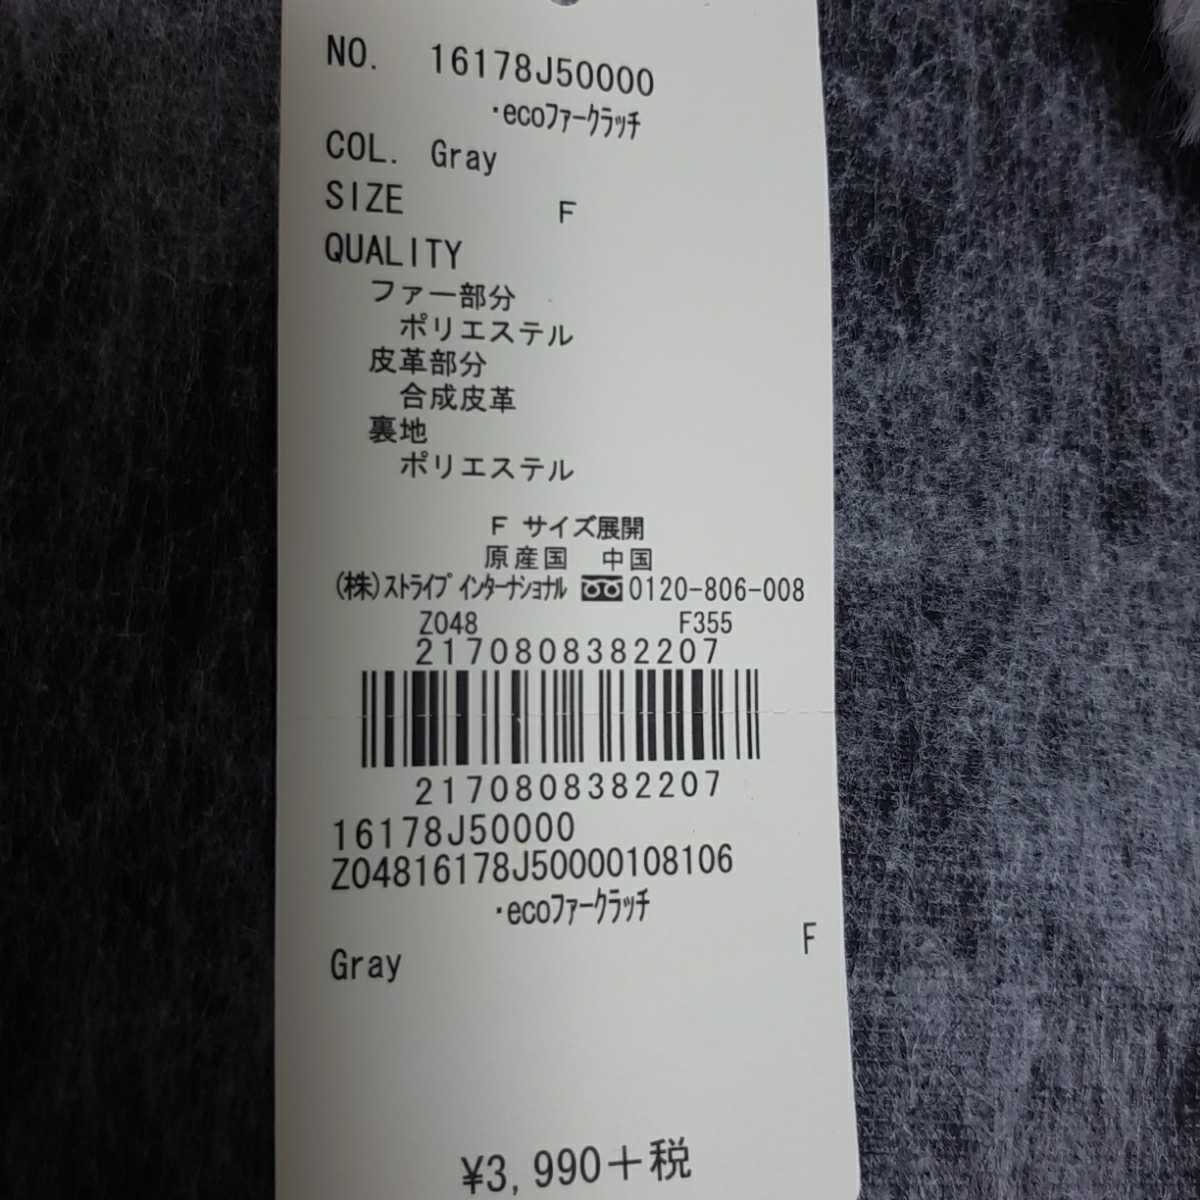 NO. 16178J50000
・ecoファークラッチ
COL. Gray
SIZE F
QUALITY
ファー部分
ポリエステル
皮革部分
合成皮革
裏地
ポリエステル
F サイズ展開
原産国 中国
(株)ストライプ インターナショナル 0120-806-008
Z048 F355
2170808382207
2170808382207
16178J50000
Z04816178J50000108106
・ecoファークラッチ
Gray F
¥3,990+税